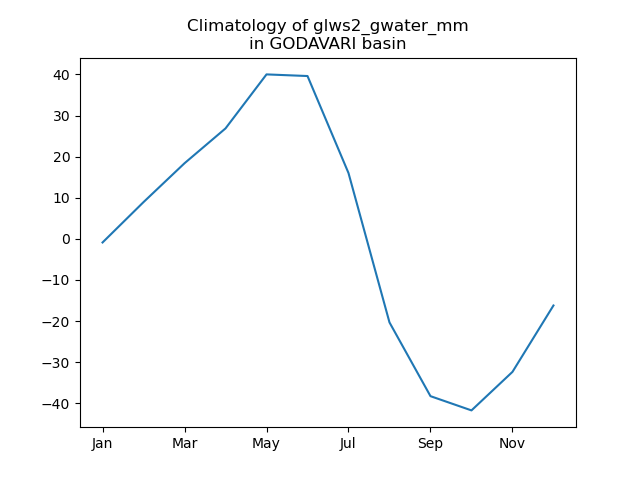 Climatology of glws2_gwater_mm
in GODAVARI basin
40
30
20
10
0
−10
−20
−30
−40
Jan
Mar
May
Jul
Sep
Nov